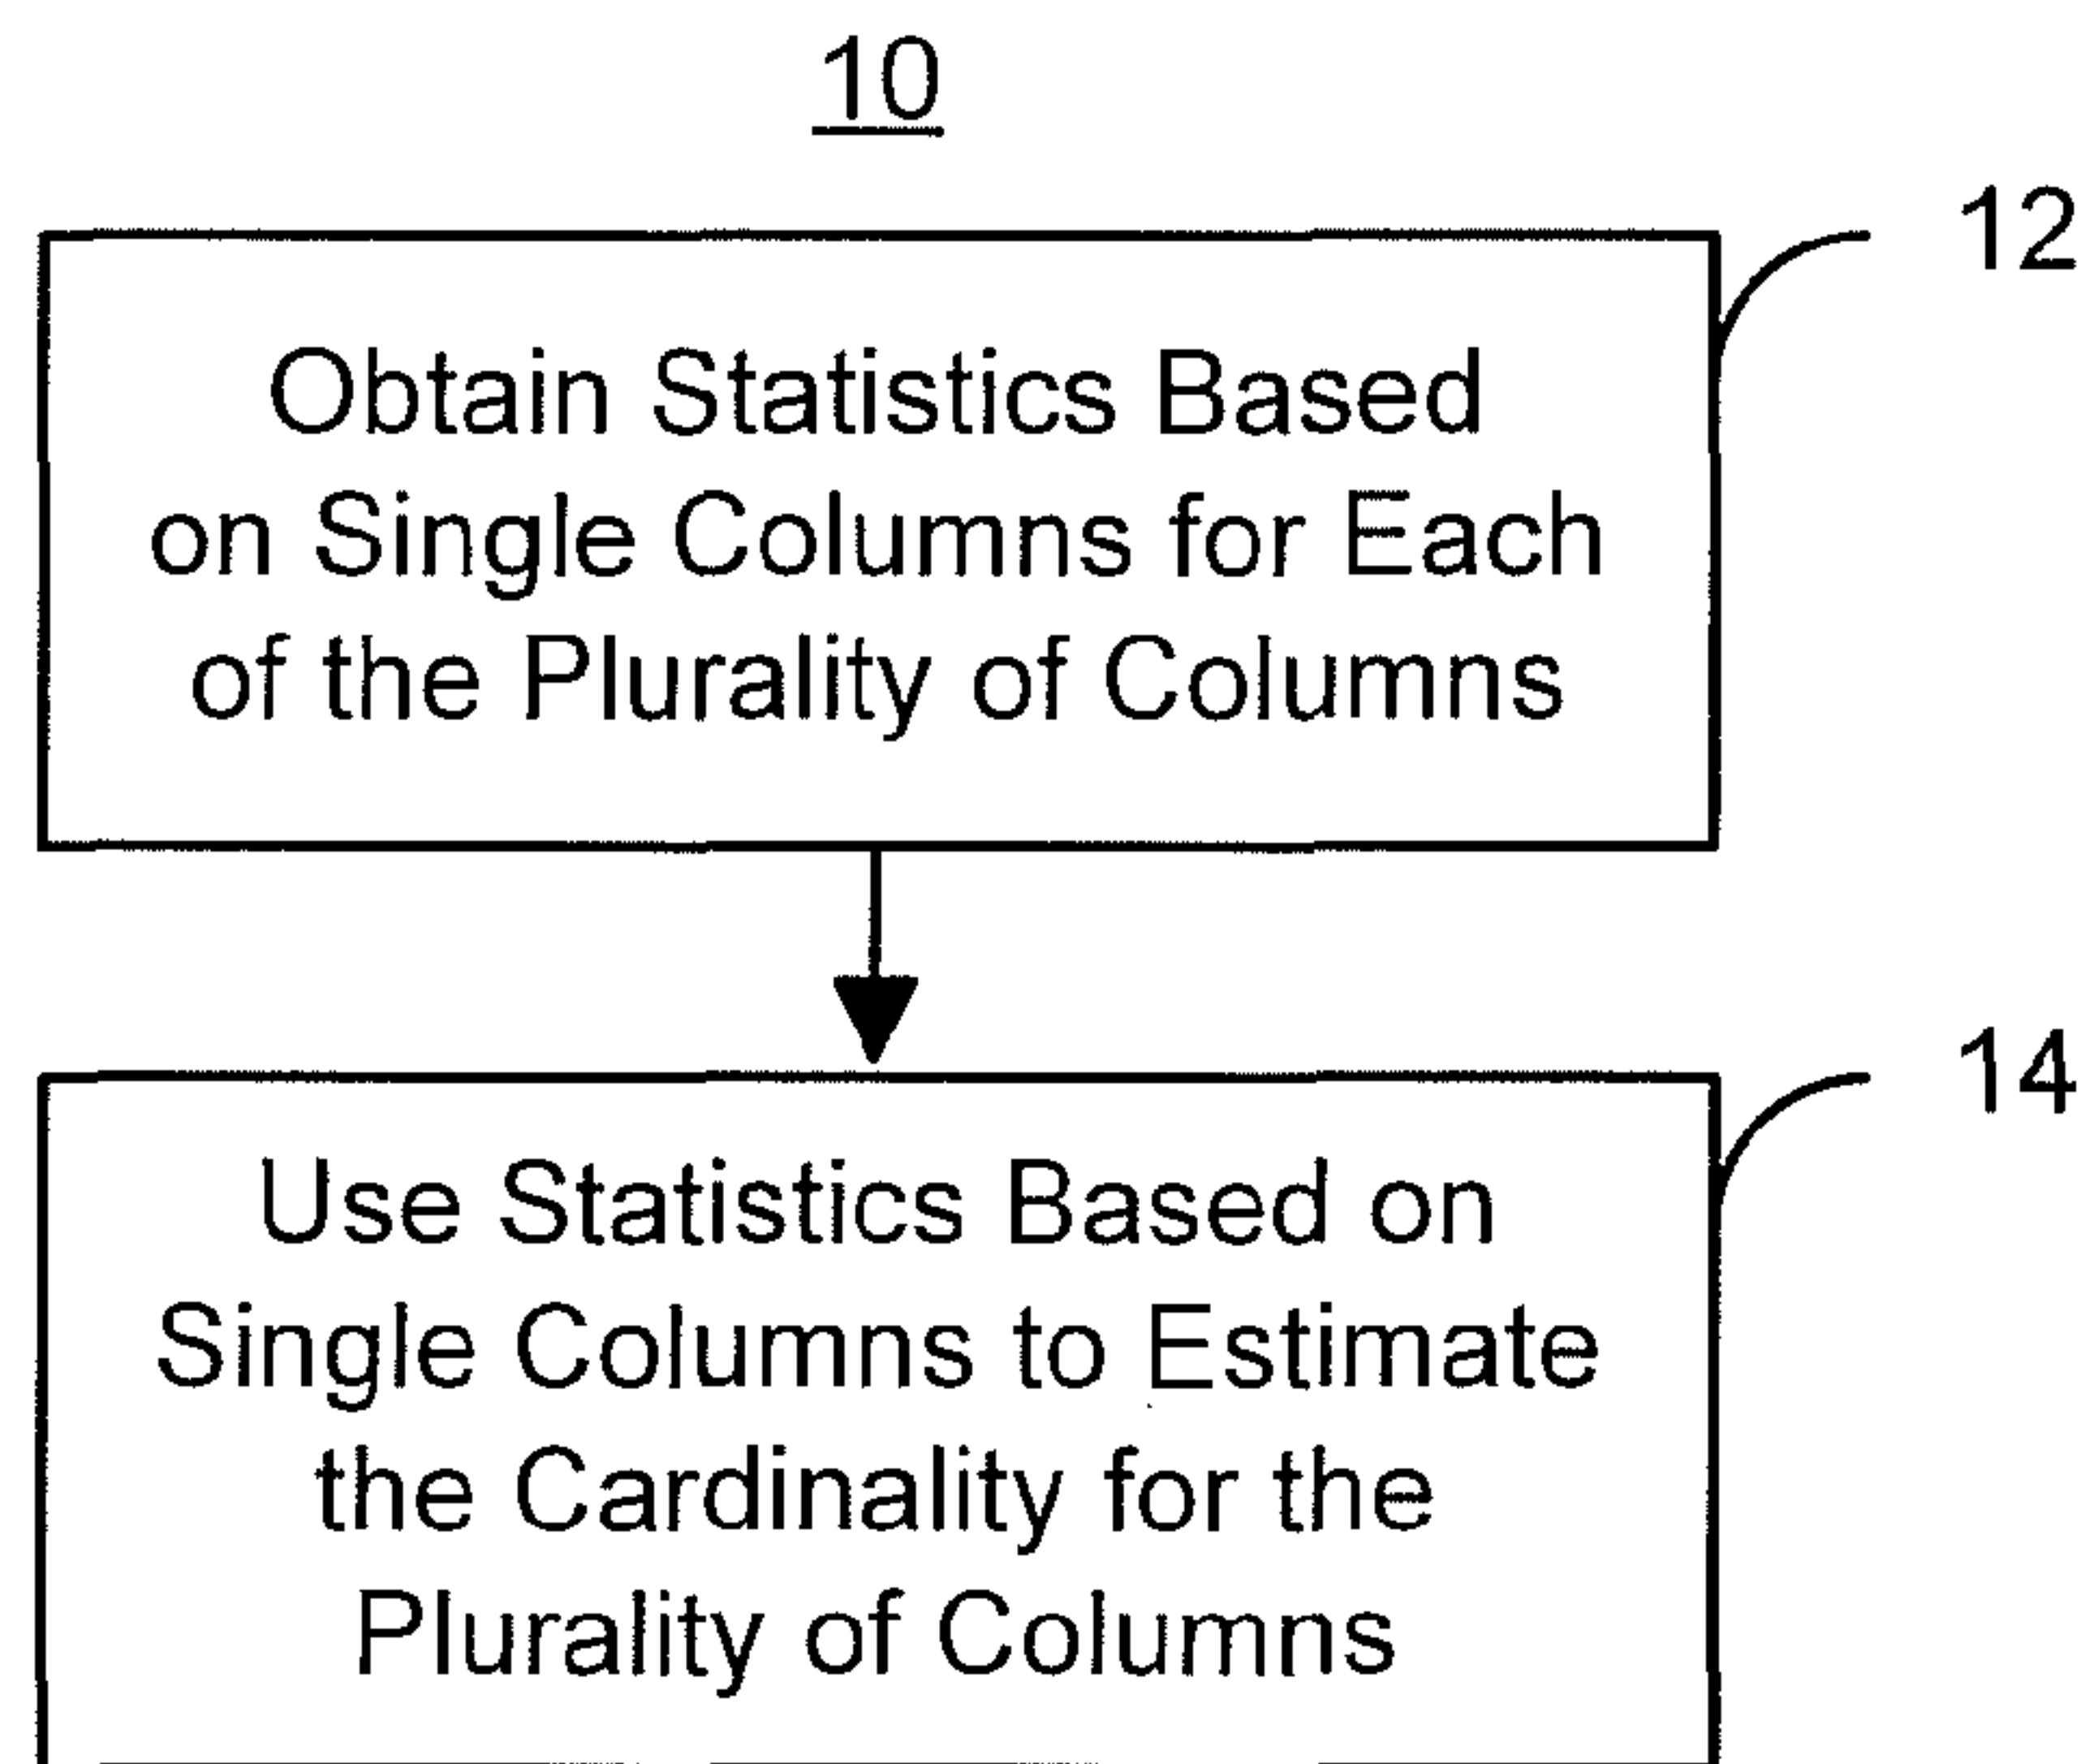 10
12
Obtain Statistics Based
on Single Columns for Each
of the Plurality of Columns
14
Use Statistics Based on
Single Columns to Estimate
the Cardinality for the
Plurality of Columns